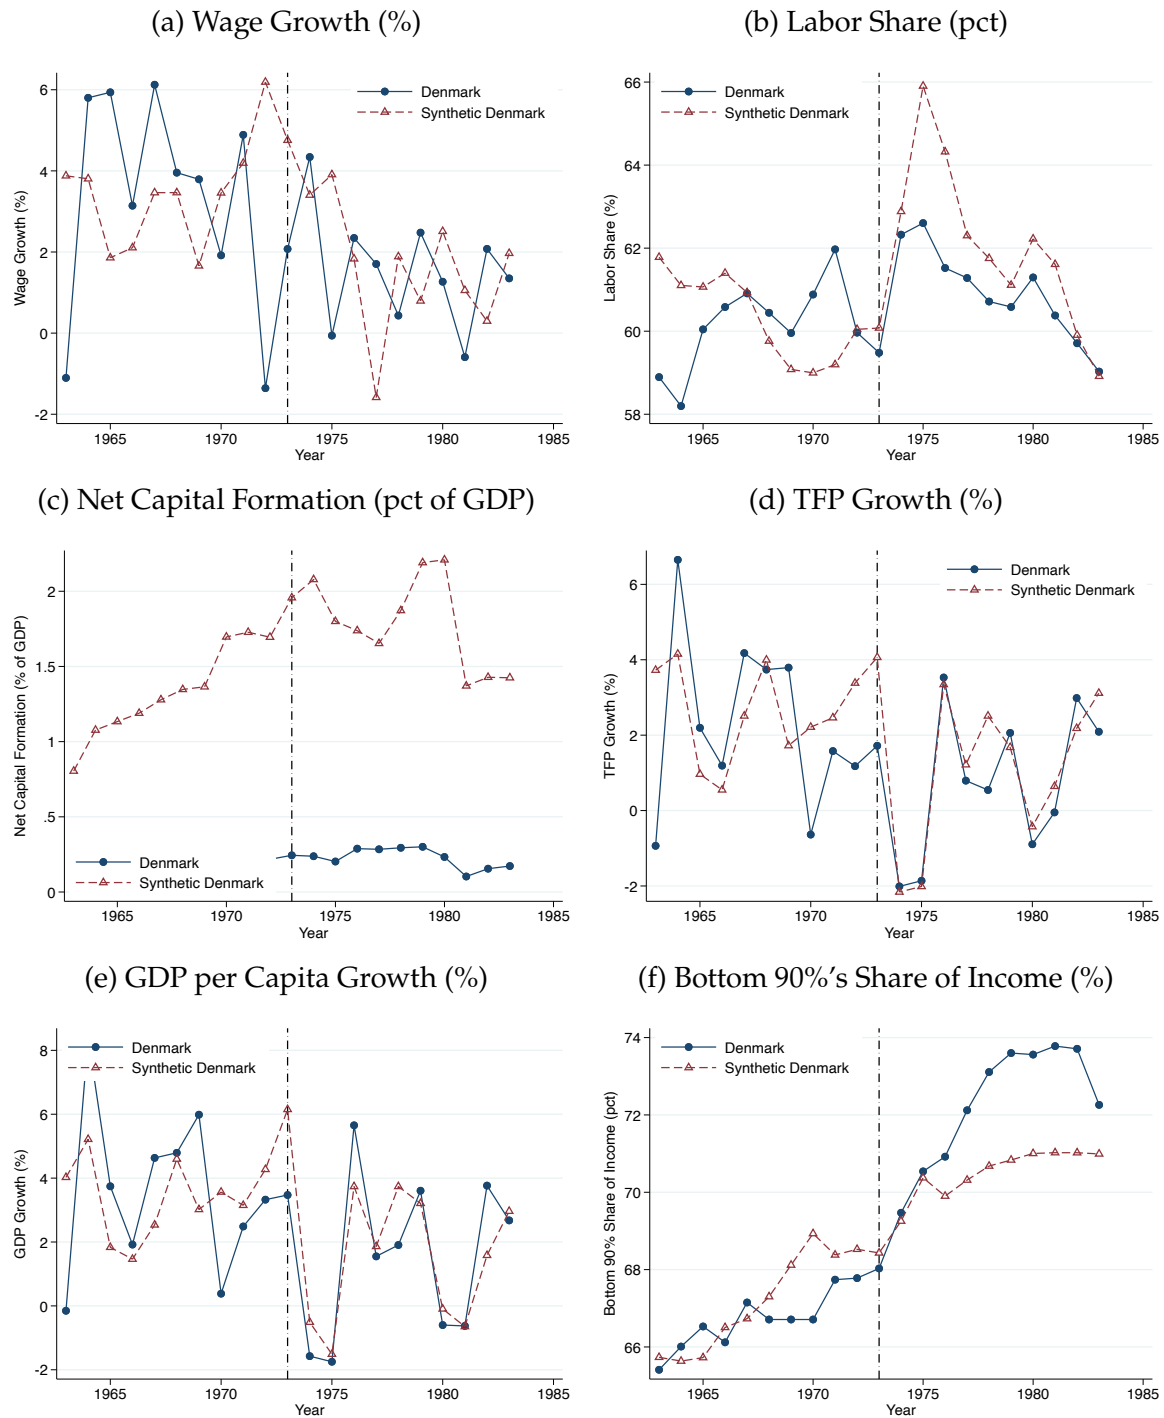 (a) Wage Growth (%)
Wage Growth (%)
6
4
2
0
-2
Denmark
Synthetic Denmark
1965 1970 1975 1980 1985
Year
(b) Labor Share (pct)
Labor Share (%)
66
64
62
60
58
Denmark
Synthetic Denmark
1965 1970 1975 1980 1985
Year
(c) Net Capital Formation (pct of GDP)
Net Capital Formation (% of GDP)
2
1.5
1
.5
0
Denmark
Synthetic Denmark
1965 1970 1975 1980 1985
Year
(d) TFP Growth (%)
TFP Growth (%)
6
4
2
0
-2
Denmark
Synthetic Denmark
1965 1970 1975 1980 1985
Year
(e) GDP per Capita Growth (%)
GDP Growth (%)
8
6
4
2
0
-2
Denmark
Synthetic Denmark
1965 1970 1975 1980 1985
Year
(f) Bottom 90%’s Share of Income (%)
Bottom 90% Share of Income (pct)
74
72
70
68
66
Denmark
Synthetic Denmark
1965 1970 1975 1980 1985
Year